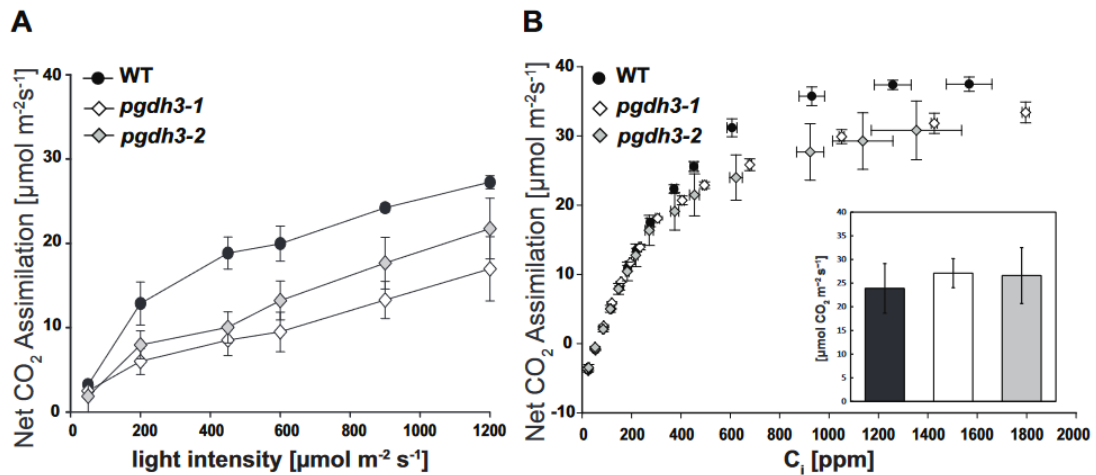 A
B
40
30
20
10
0
Net CO2 Assimilation [µmol m-2s-1]
WT
pgdh3-1
pgdh3-2
0 200 400 600 800 1000 1200
light intensity [µmol m-2 s-1]
40
30
20
10
0
-10
Net CO2 Assimilation [µmol m-2s-1]
WT
pgdh3-1
pgdh3-2
40
35
30
25
20
15
10
5
0
[µmol CO2 m-2 s-1]
0 200 400 600 800 1000 1200 1400 1600 1800 2000
Ci [ppm]